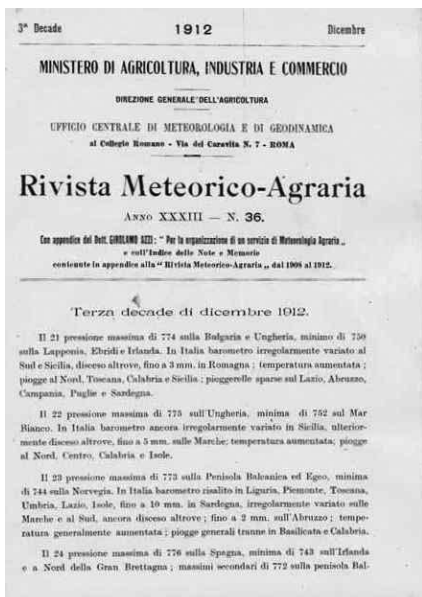 3ª Decade 1912 Dicembre
MINISTERO DI AGRICOLTURA, INDUSTRIA E COMMERCIO
DIREZIONE GENERALE DELL'AGRICOLTURA
UFFICIO CENTRALE DI METEOROLOGIA E DI GEODINAMICA
al Collegio Romano - Via del Caravita N. 7 - ROMA
Rivista Meteorico-Agraria
ANNO XXXIII — N. 36.
Con appendice del Dott. GIROLAMO AZZI: " Per la organizzazione di un servizio di Meteorologia Agraria „
e coll'Indice delle Note e Memorie
contenute in appendice alla " Rivista Meteorico-Agraria „ dal 1908 al 1912.
Terza decade di dicembre 1912.
Il 21 pressione massima di 774 sulla Bulgaria e Ungheria, minimo di 750
sulla Lapponia, Ebridi e Irlanda. In Italia barometro irregolarmente variato al
Sud e Sicilia, disceso altrove, fino a 3 mm. in Romagna ; temperatura aumentata ;
piogge al Nord, Toscana, Calabria e Sicilia ; pioggerelle sparse sul Lazio, Abruzzo,
Campania, Puglie e Sardegna.
Il 22 pressione massima di 775 sull'Ungheria, minima di 752 sul Mar
Bianco. In Italia barometro ancora irregolarmente variato in Sicilia, ulterior-
mente disceso altrove, fino a 5 mm. sulle Marche; temperatura aumentata; piogge
al Nord, Centro, Calabria e Isole.
Il 23 pressione massima di 773 sulla Penisola Balcanica ed Egeo, minima
di 744 sulla Norvegia. In Italia barometro risalito in Liguria, Piemonte, Toscana,
Umbria, Lazio, Isole, fino a 10 mm. in Sardegna, irregolarmente variato sulle
Marche e al Sud, ancora disceso altrove ; fino a 2 mm. sull'Abruzzo ; tempe-
ratura generalmente aumentata ; piogge generali tranne in Basilicata e Calabria.
Il 24 pressione massima di 776 sulla Spagna, minima di 743 sull'Irlanda
e a Nord della Gran Brettagna ; massimi secondari di 772 sulla penisola Bal-